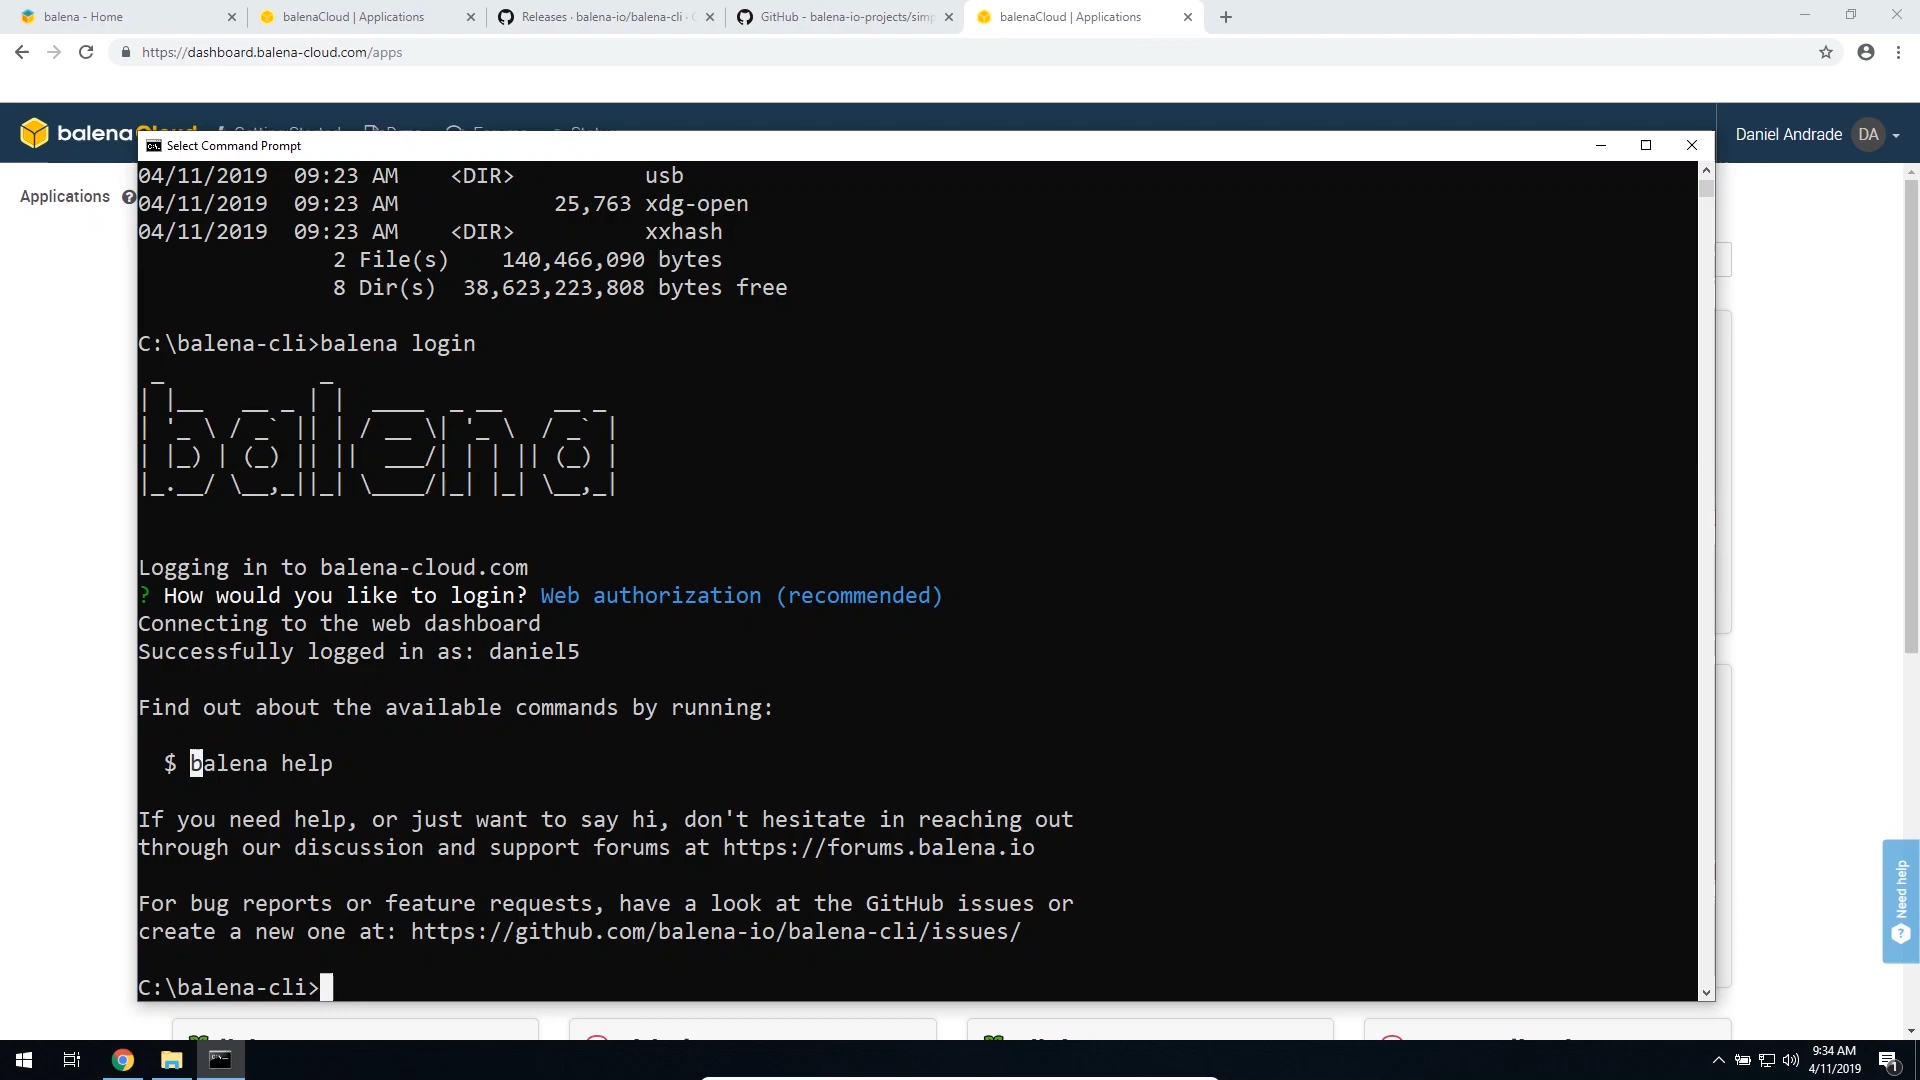 balena - Home
balenaCloud | Applications
Releases · balena-io/balena-cli ·
GitHub - balena-io-projects/simp
balenaCloud | Applications
https://dashboard.balena-cloud.com/apps
balenaCloud
Getting Started
Forums
Status
Daniel Andrade
DA
Applications
Select Command Prompt
04/11/2019 09:23 AM <DIR> usb
04/11/2019 09:23 AM 25,763 xdg-open
04/11/2019 09:23 AM <DIR> xxhash
2 File(s) 140,466,090 bytes
8 Dir(s) 38,623,223,808 bytes free
C:\balena-cli>balena login
balena
Logging in to balena-cloud.com
? How would you like to login? Web authorization (recommended)
Connecting to the web dashboard
Successfully logged in as: daniel5
Find out about the available commands by running:
$ balena help
If you need help, or just want to say hi, don't hesitate in reaching out
through our discussion and support forums at https://forums.balena.io
For bug reports or feature requests, have a look at the GitHub issues or
create a new one at: https://github.com/balena-io/balena-cli/issues/
C:\balena-cli>
Need help
?
9:34 AM
4/11/2019
1